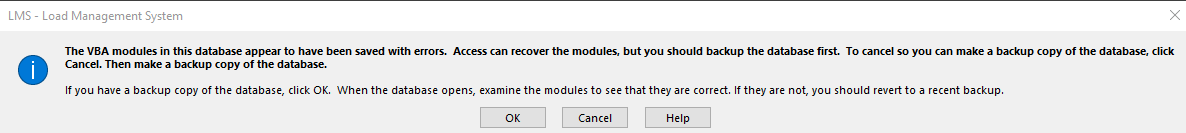 LMS - Load Management System
The VBA modules in this database appear to have been saved with errors.  Access can recover the modules, but you should backup the database first.  To cancel so you can make a backup copy of the database, click
Cancel. Then make a backup copy of the database.
If you have a backup copy of the database, click OK.  When the database opens, examine the modules to see that they are correct. If they are not, you should revert to a recent backup.
OK Cancel Help